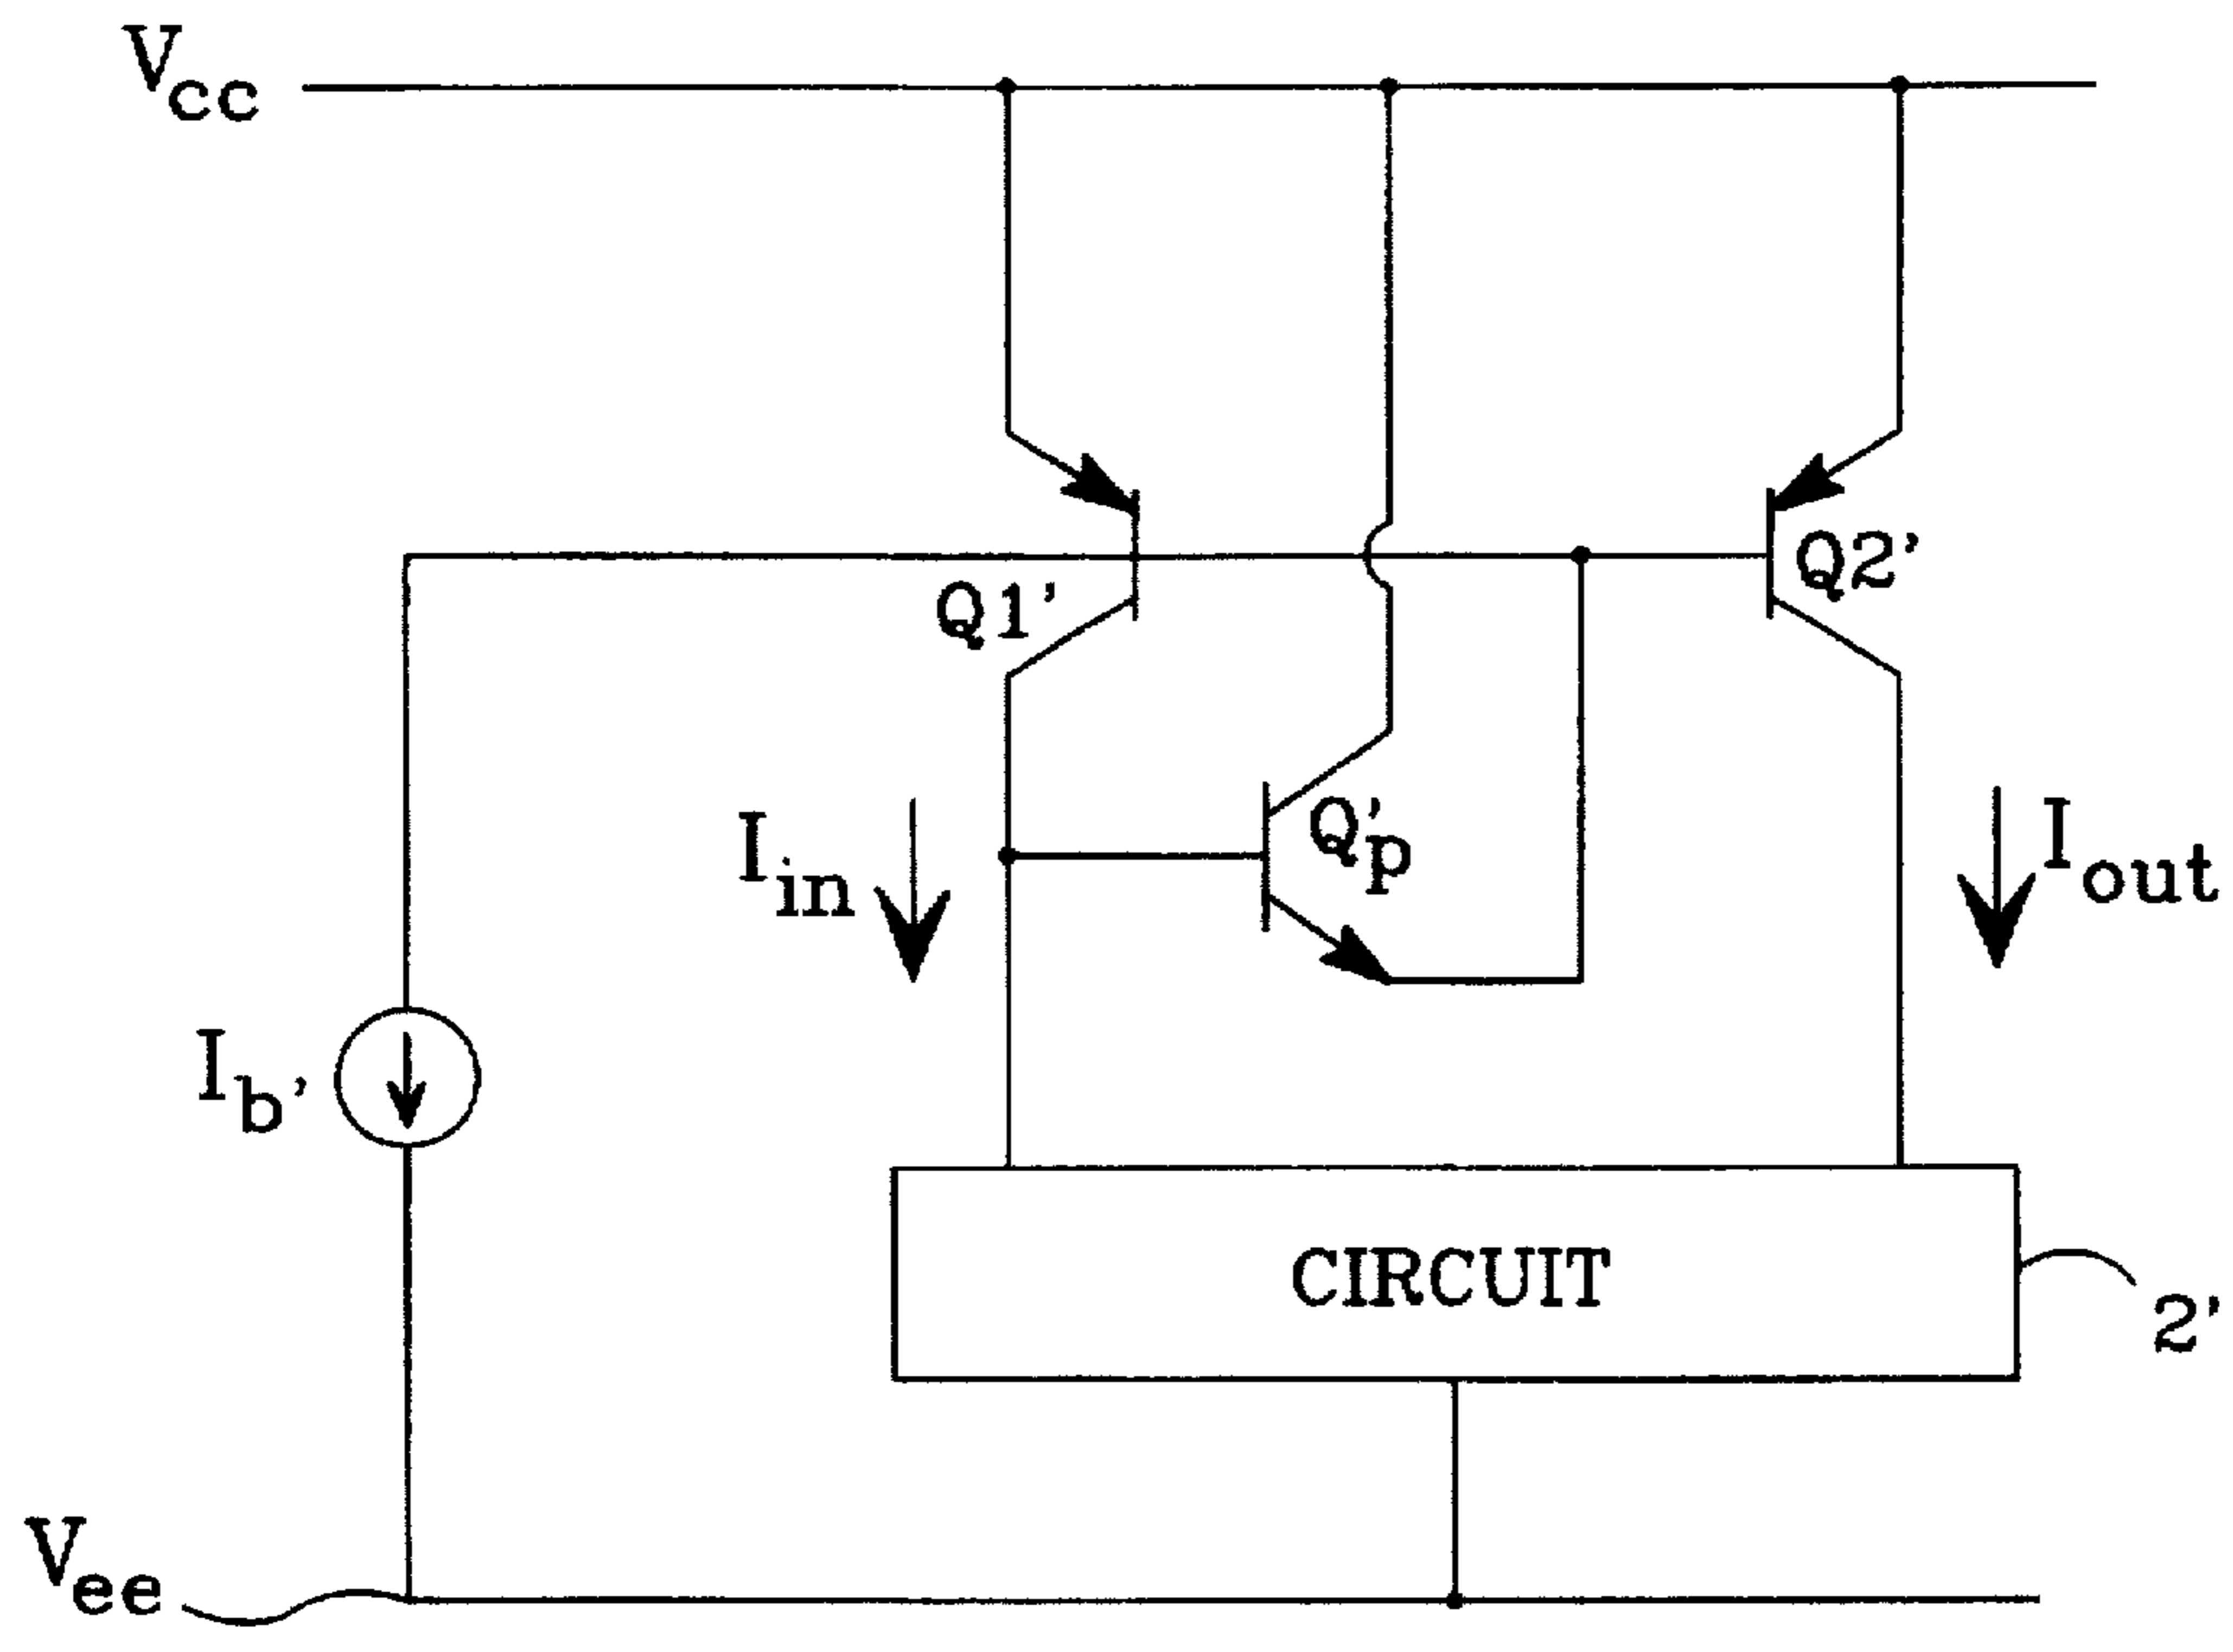 Vcc
Q2'
Q1'
Q'p
Iin
Iout
Ib'
CIRCUIT
2'
Vee